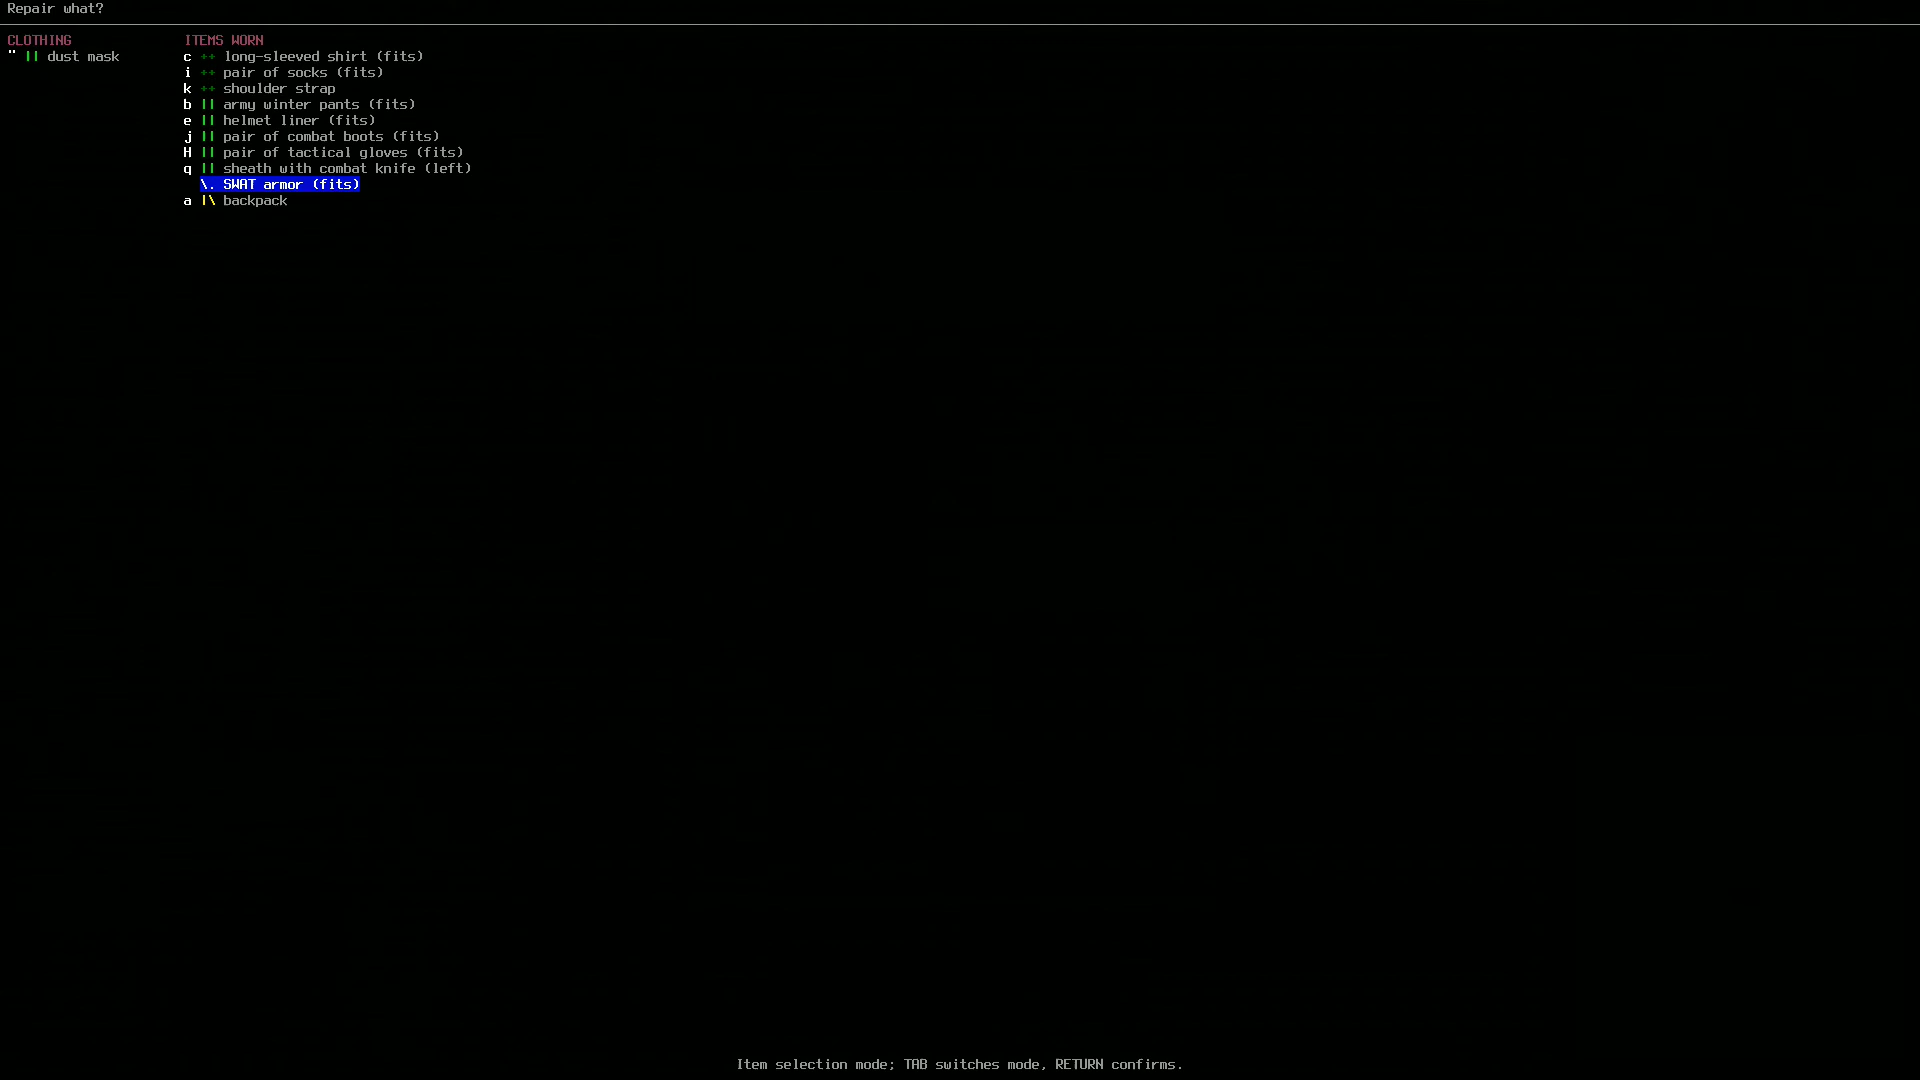 Repair what?
CLOTHING
" || dust mask
ITEMS WORN
c ++ long-sleeved shirt (fits)
i ++ pair of socks (fits)
k ++ shoulder strap
b || army winter pants (fits)
e || helmet liner (fits)
j || pair of combat boots (fits)
H || pair of tactical gloves (fits)
q || sheath with combat knife (left)
\. SWAT armor (fits)
a |\ backpack
Item selection mode; TAB switches mode, RETURN confirms.